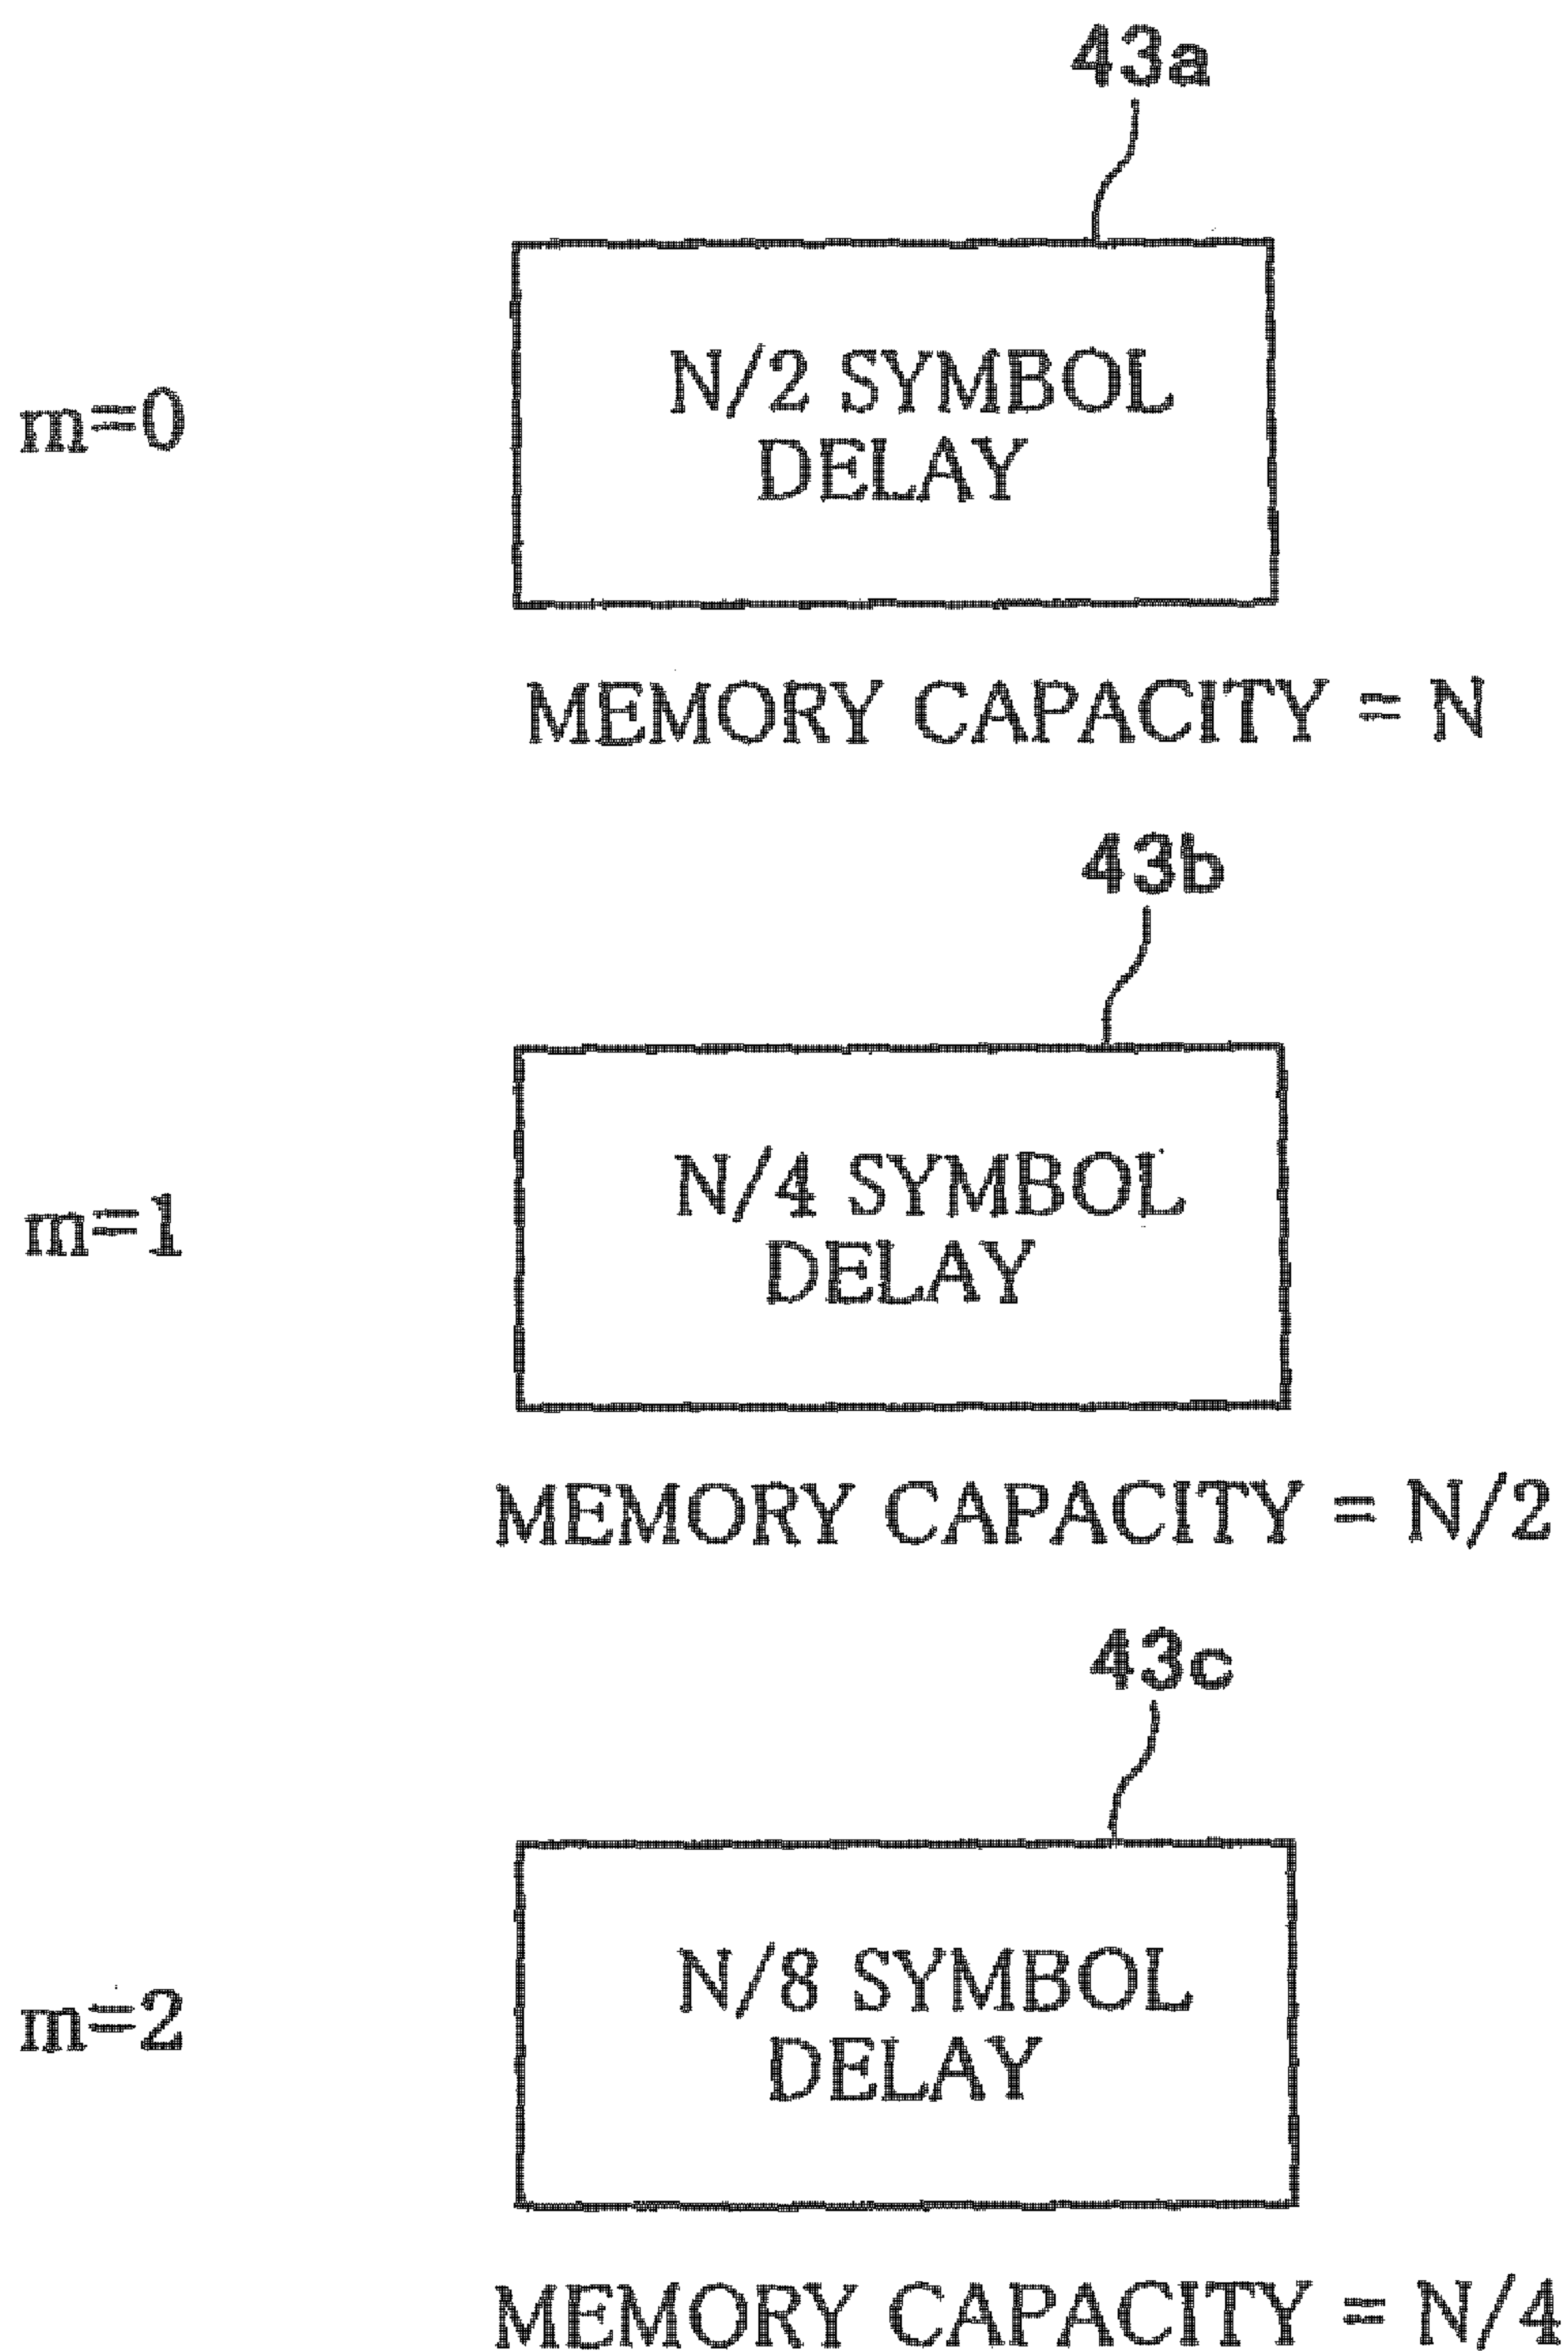 43a
m=0
N/2 SYMBOL
DELAY
MEMORY CAPACITY = N
43b
m=1
N/4 SYMBOL
DELAY
MEMORY CAPACITY = N/2
43c
m=2
N/8 SYMBOL
DELAY
MEMORY CAPACITY = N/4